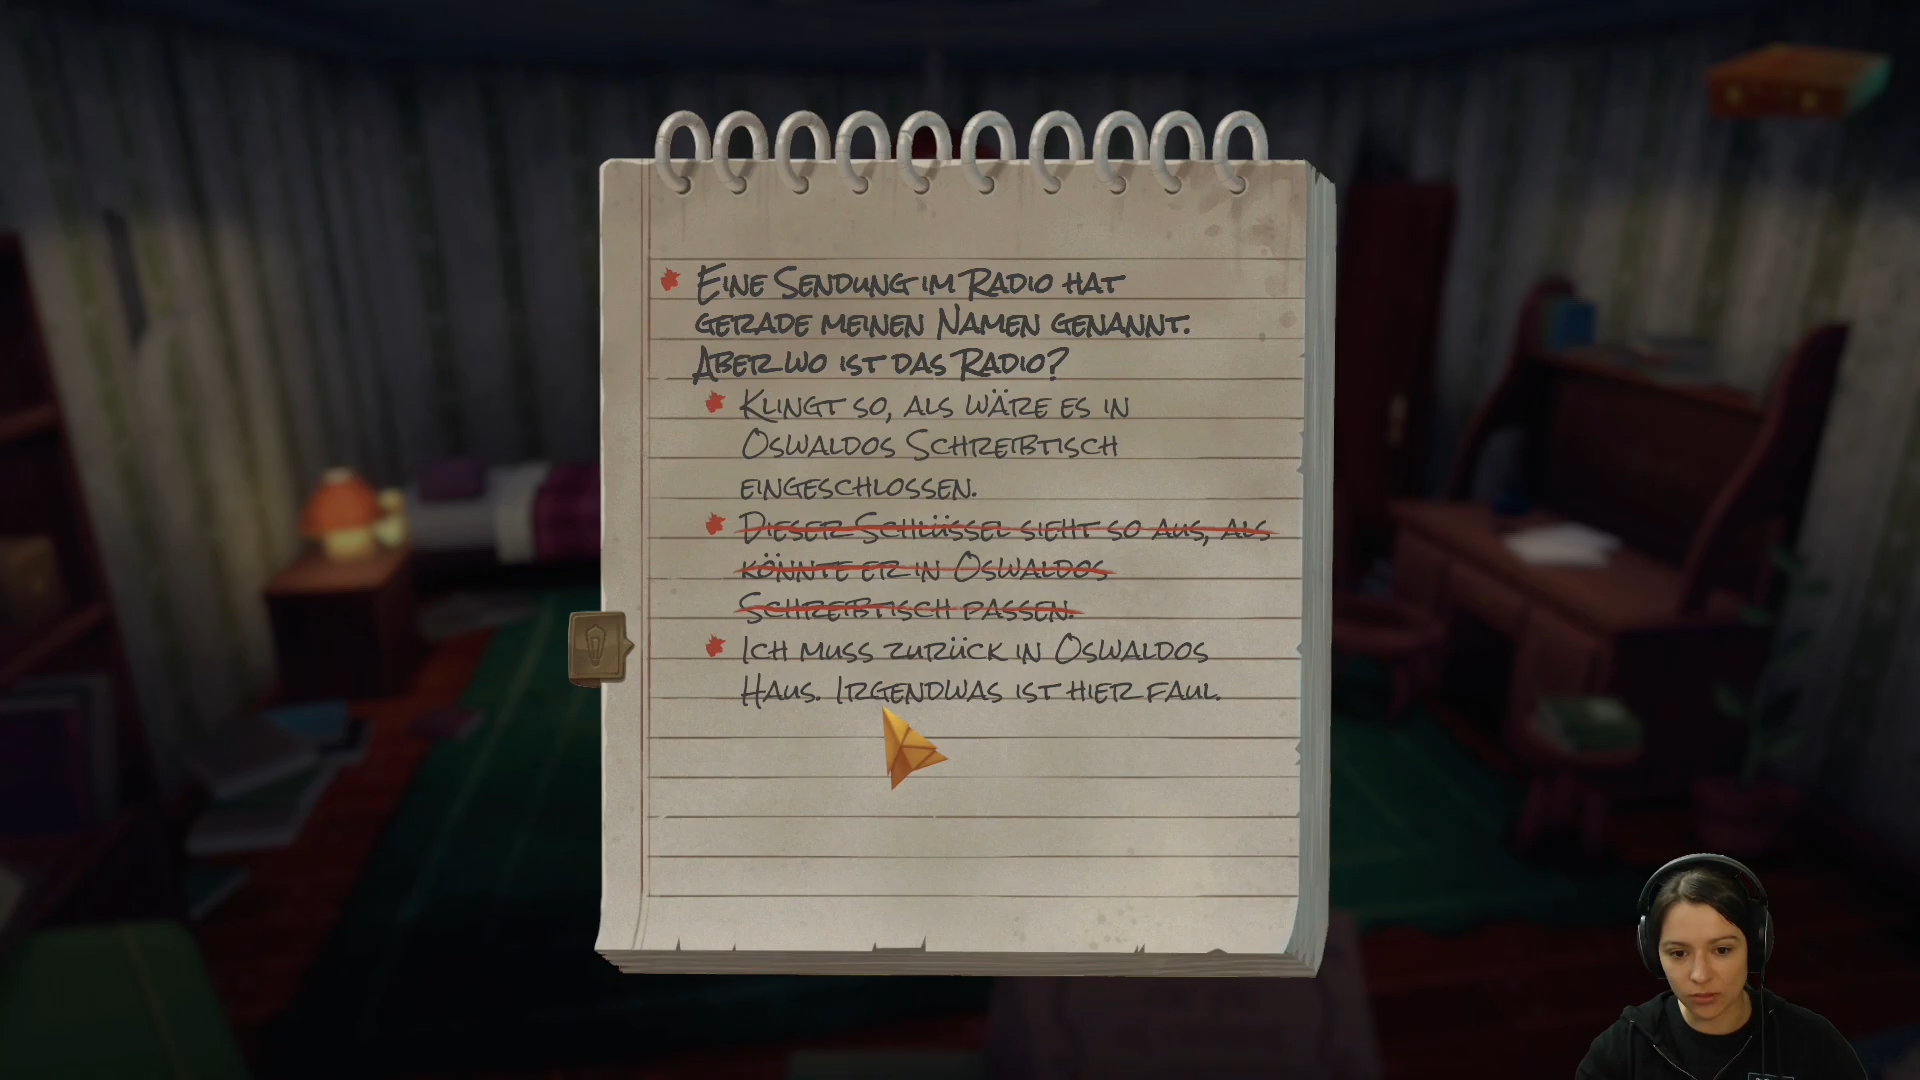 Eine Sendung im Radio hat
gerade meinen Namen genannt.
Aber wo ist das Radio?
Klingt so, als wäre es in
Oswaldos Schreibtisch
eingeschlossen.
Dieser Schlüssel sieht so aus, als
könnte er in Oswaldos
Schreibtisch passen.
Ich muss zurück in Oswaldos
Haus. Irgendwas ist hier faul.